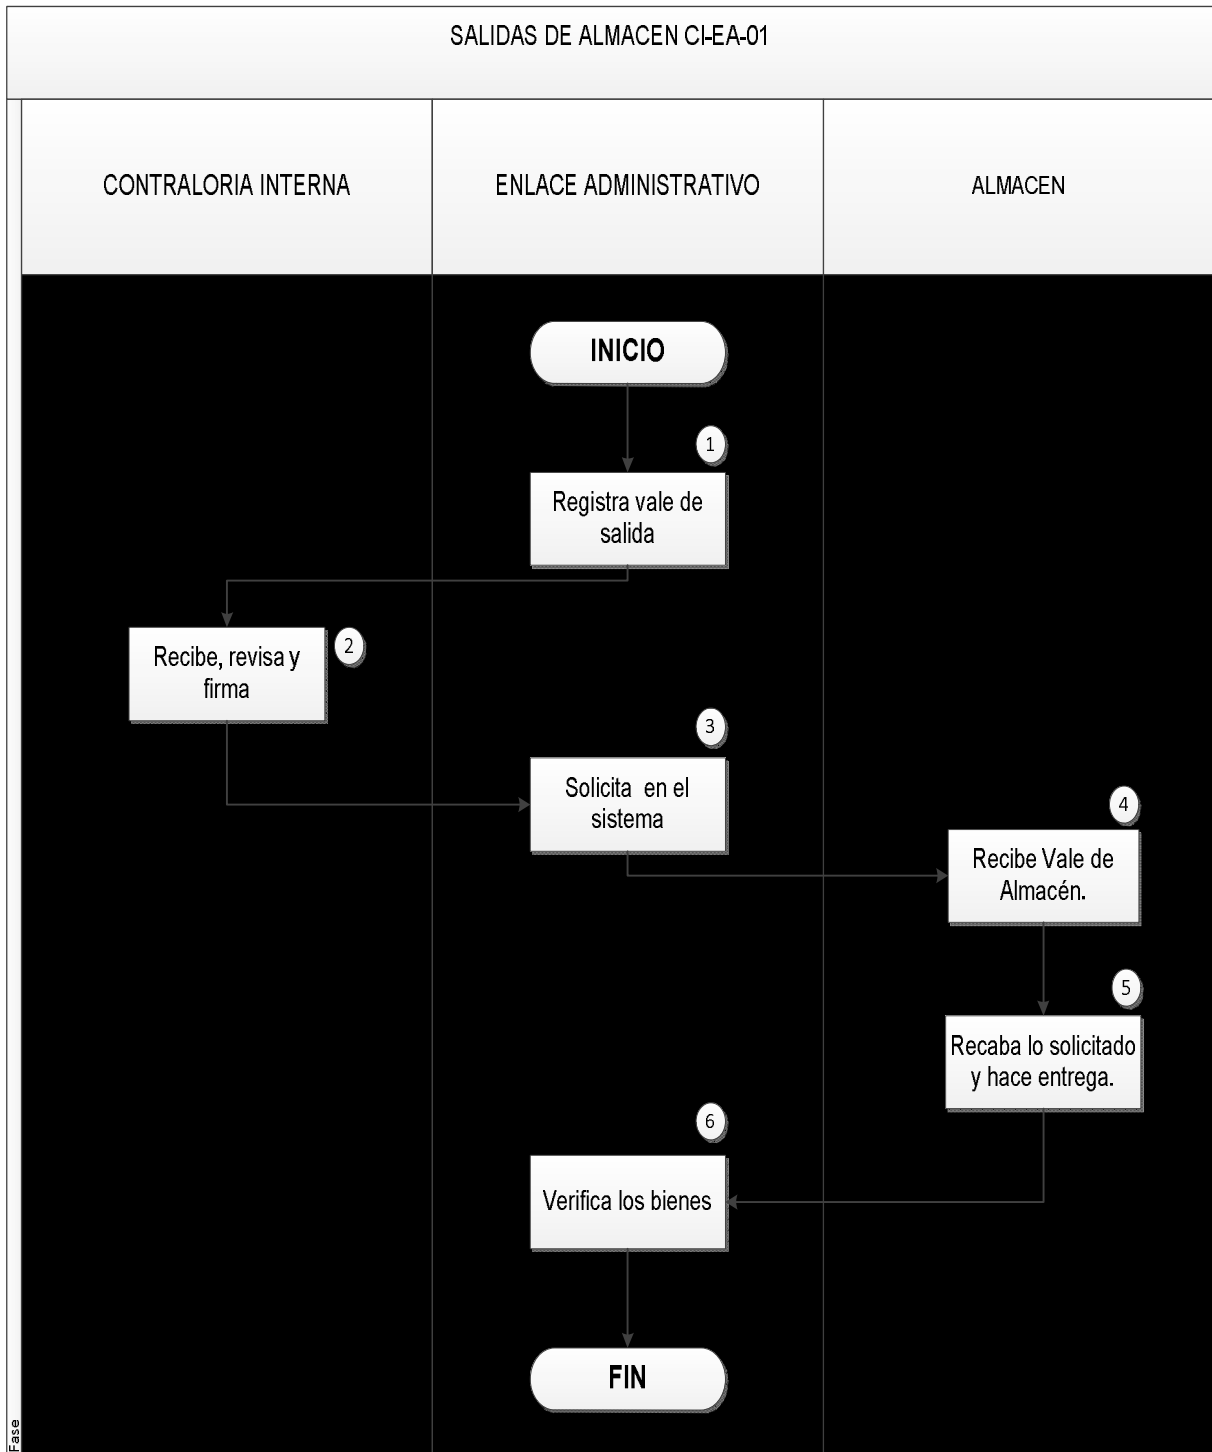 SALIDAS DE ALMACEN CI-EA-01
CONTRALORIA INTERNA
ENLACE ADMINISTRATIVO
ALMACEN
INICIO
1
Registra vale de
salida
2
Recibe, revisa y
firma
3
Solicita en el
sistema
4
Recibe Vale de
Almacén.
5
Recaba lo solicitado
y hace entrega.
6
Verifica los bienes
FIN
Fase